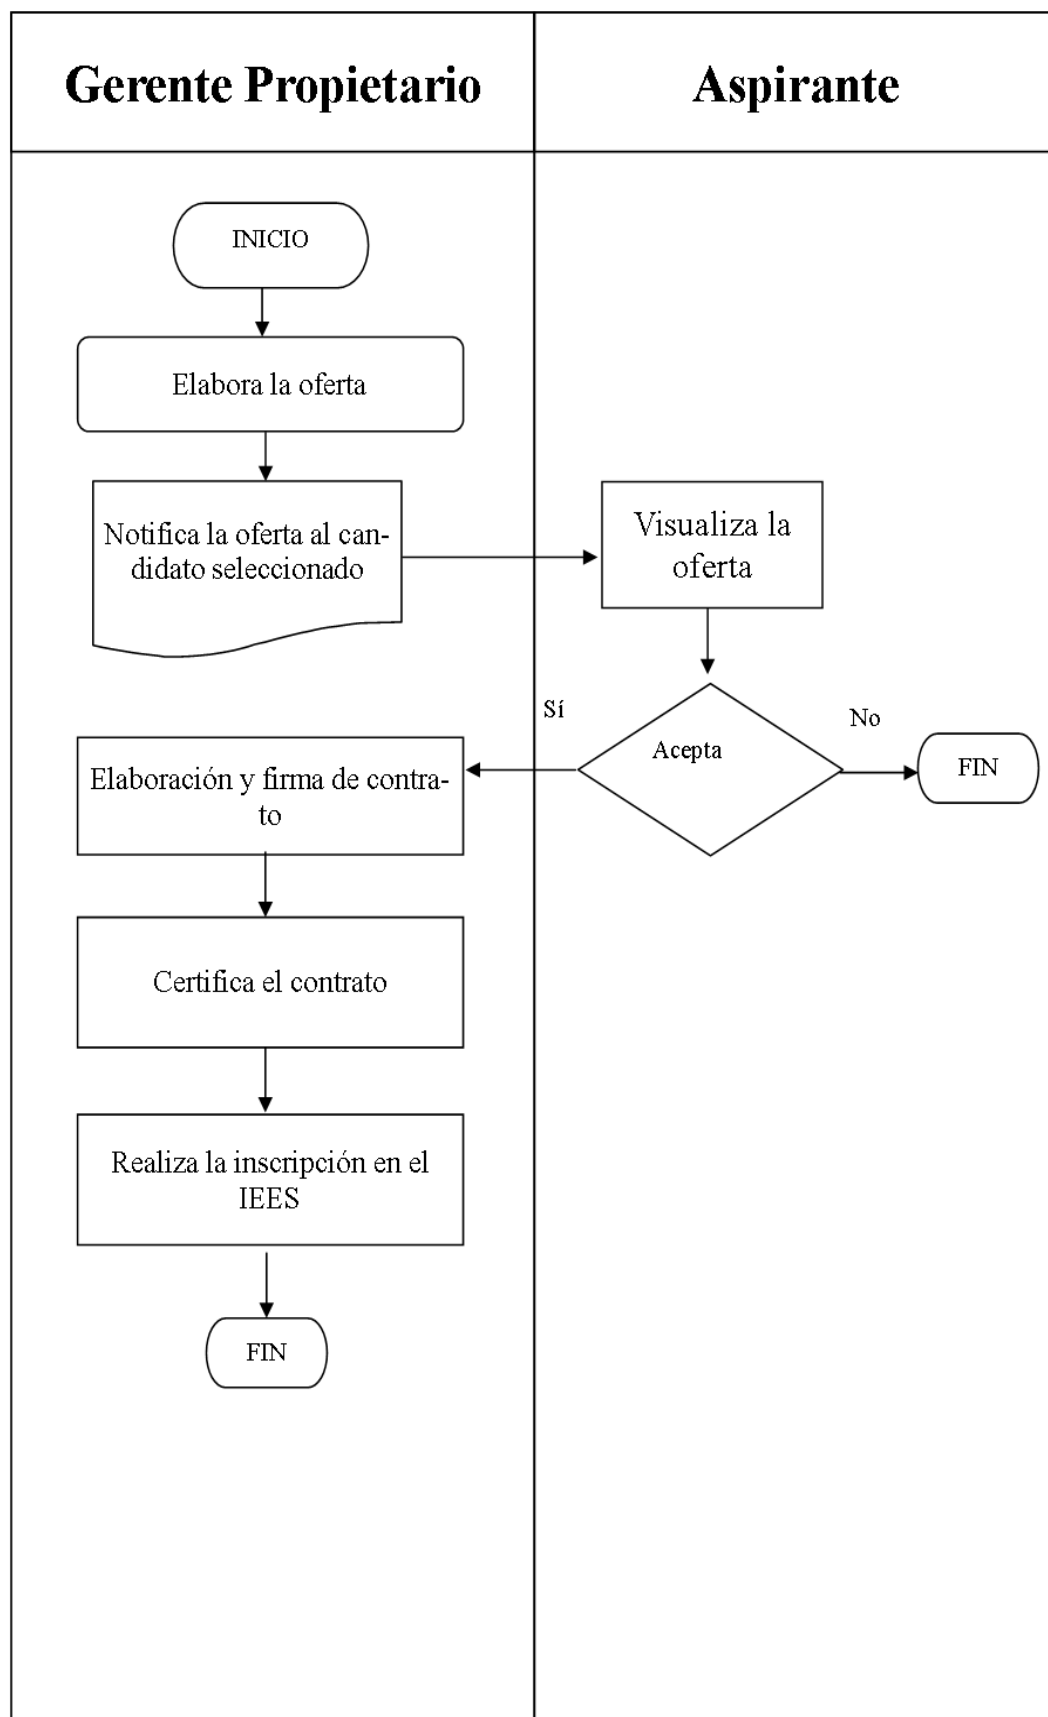 Gerente Propietario
Aspirante
INICIO
Elabora la oferta
Notifica la oferta al can-
didato seleccionado
Visualiza la
oferta
Acepta
Sí
No
FIN
Elaboración y firma de contra-
to
Certifica el contrato
Realiza la inscripción en el
IEES
FIN